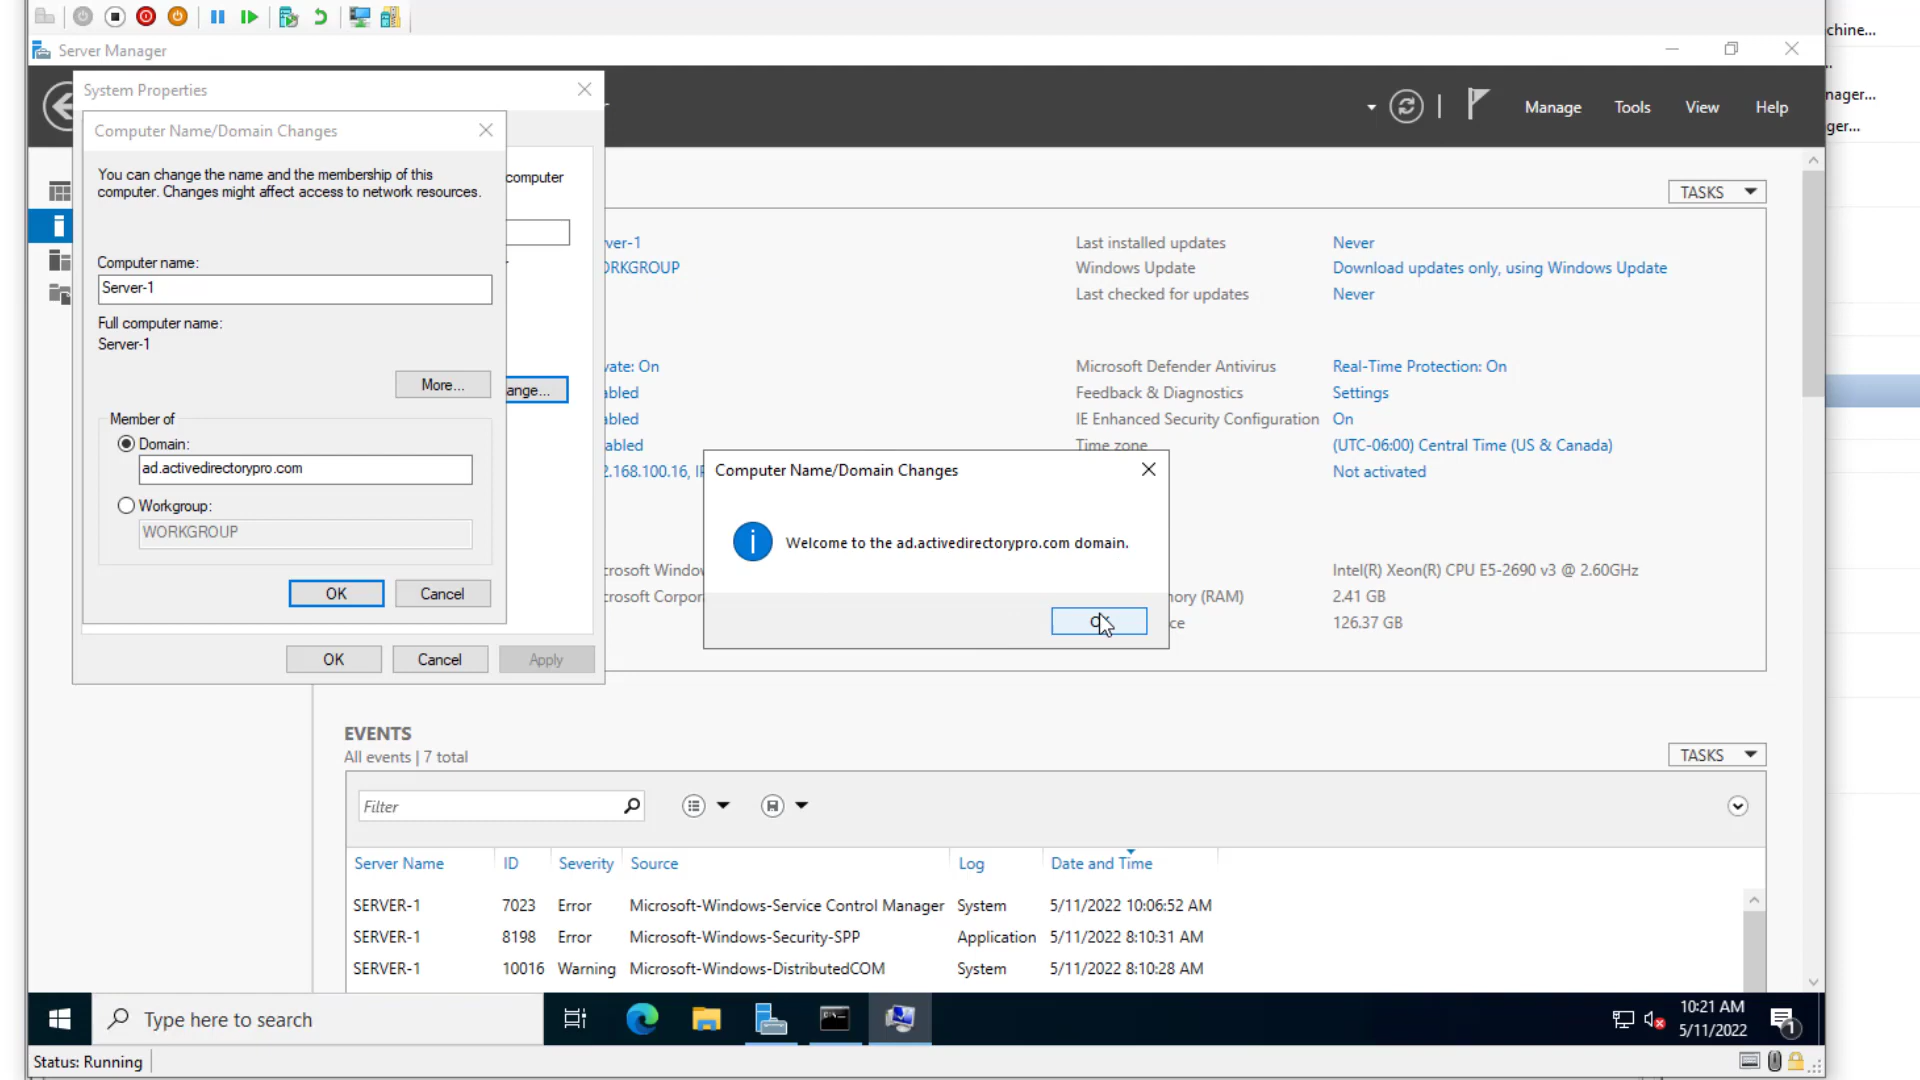 chine...
Server Manager
nager...
ger...
System Properties
Manage
Tools
View
Help
Computer Name/Domain Changes
You can change the name and the membership of this
computer. Changes might affect access to network resources.
computer
TASKS
Computer name:
Server-1
Full computer name:
Server-1
More...
ange...
Member of
Domain:
ad.activedirectorypro.com
Workgroup:
WORKGROUP
OK
Cancel
OK
Cancel
Apply
ver-1
ORKGROUP
Last installed updates
Never
Windows Update
Download updates only, using Windows Update
Last checked for updates
Never
vate: On
Microsoft Defender Antivirus
Real-Time Protection: On
abled
Feedback & Diagnostics
Settings
abled
IE Enhanced Security Configuration
On
abled
Time zone
(UTC-06:00) Central Time (US & Canada)
2.168.100.16, IP
Not activated
Computer Name/Domain Changes
Welcome to the ad.activedirectorypro.com domain.
crosoft Windo
Intel(R) Xeon(R) CPU E5-2690 v3 @ 2.60GHz
crosoft Corpor
ory (RAM)
2.41 GB
ce
126.37 GB
EVENTS
All events | 7 total
TASKS
Filter
Server Name ID Severity Source Log Date and Time
SERVER-1 7023 Error Microsoft-Windows-Service Control Manager System 5/11/2022 10:06:52 AM
SERVER-1 8198 Error Microsoft-Windows-Security-SPP Application 5/11/2022 8:10:31 AM
SERVER-1 10016 Warning Microsoft-Windows-DistributedCOM System 5/11/2022 8:10:28 AM
Type here to search
10:21 AM
5/11/2022
1
Status: Running